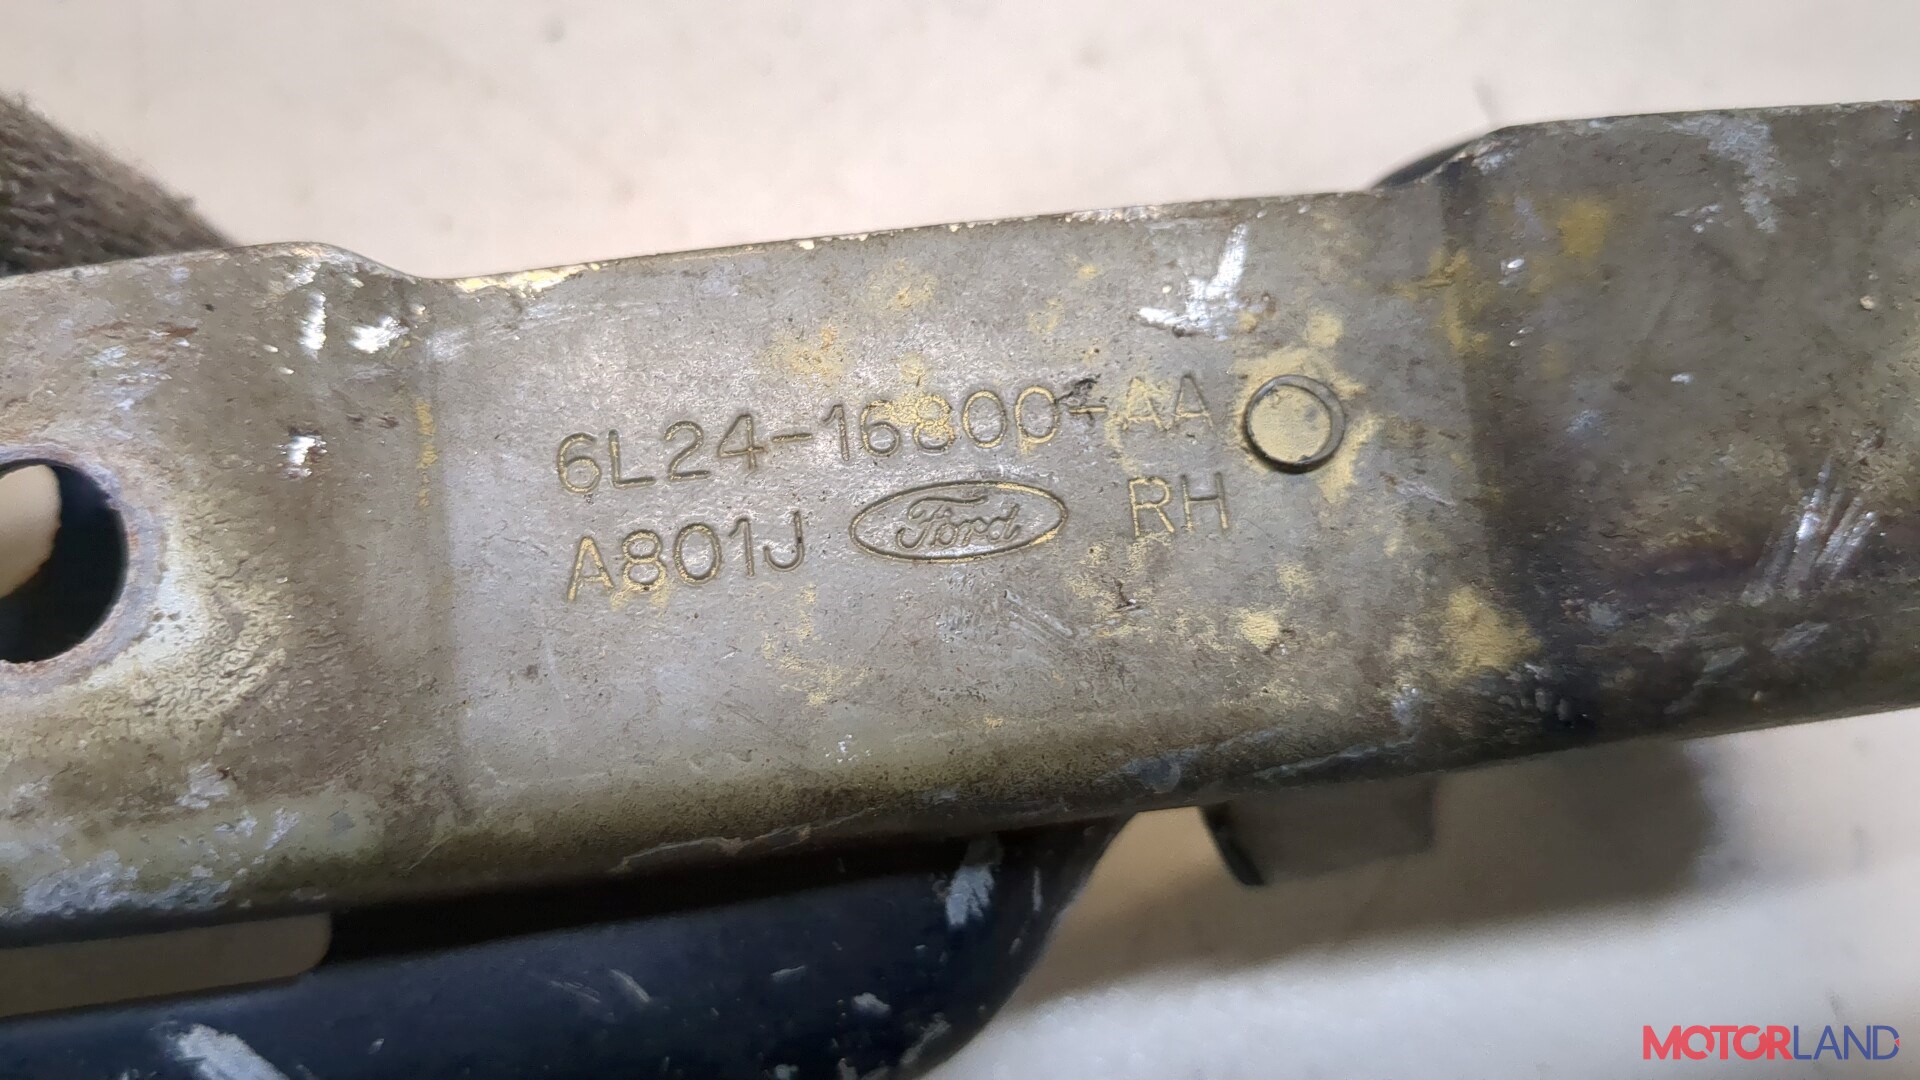 6L24-16800-AA
A801J Ford RH
MOTORLAND